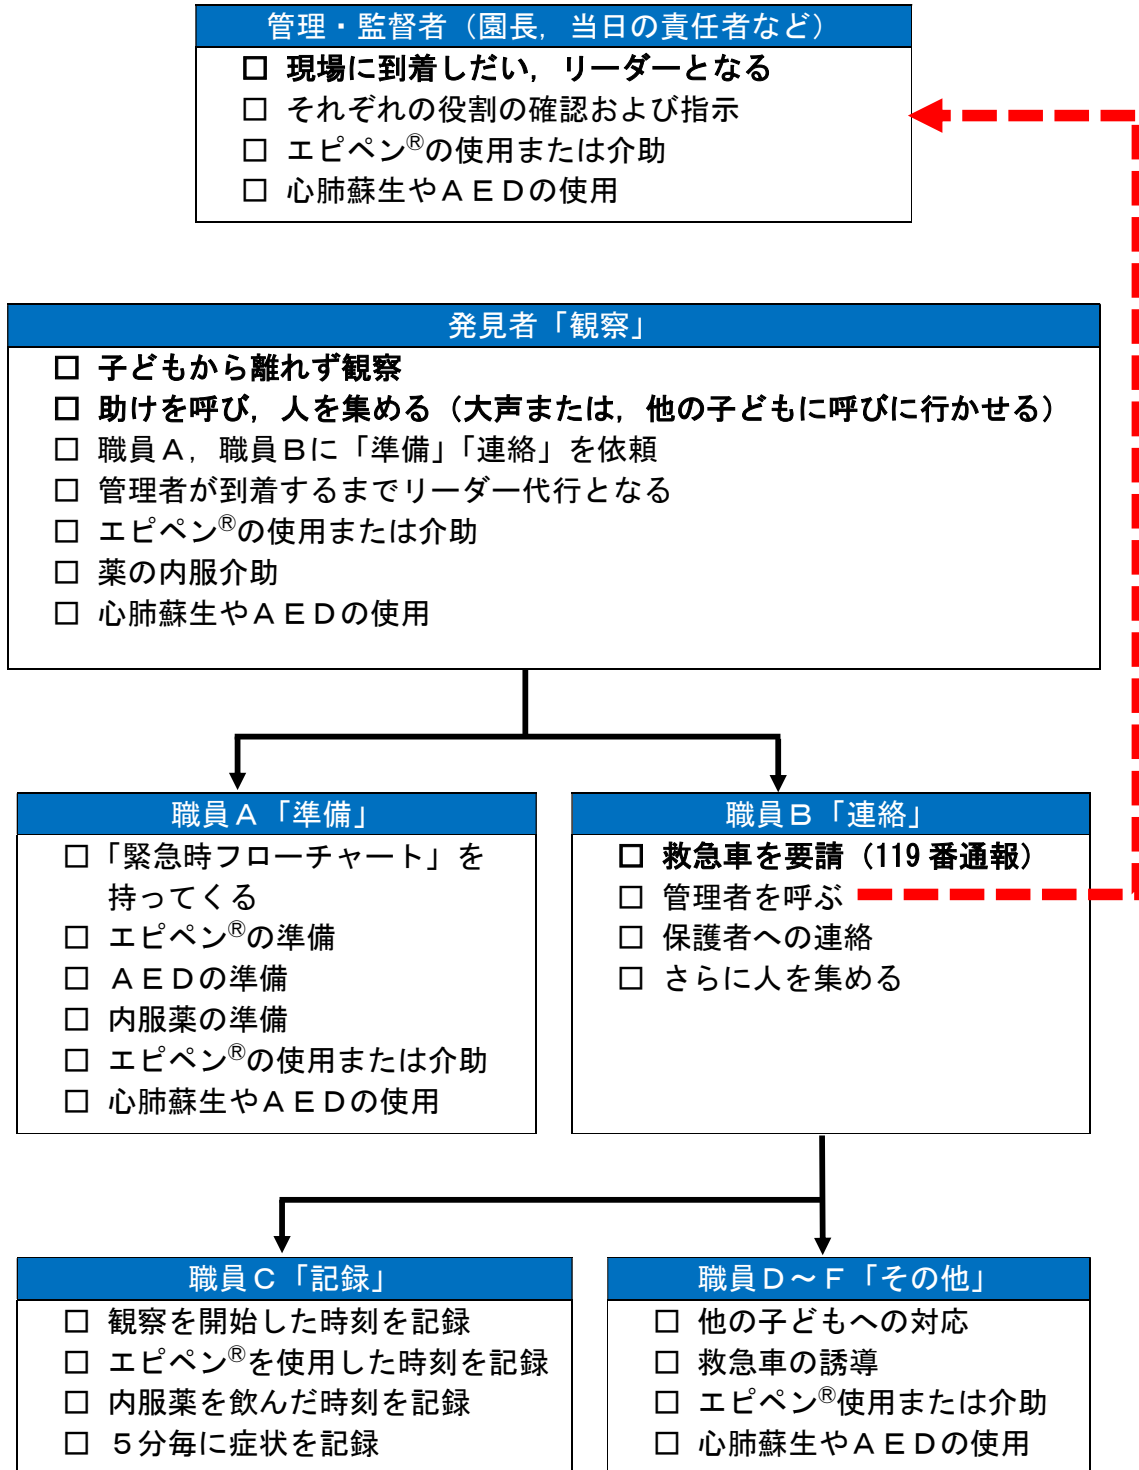 管理・監督者（園長，当日の責任者など）
□ 現場に到着しだい，リーダーとなる
□ それぞれの役割の確認および指示
□ エピペン®の使用または介助
□ 心肺蘇生やＡＥＤの使用
発見者「観察」
□ 子どもから離れず観察
□ 助けを呼び，人を集める（大声または，他の子どもに呼びに行かせる）
□ 職員Ａ，職員Ｂに「準備」「連絡」を依頼
□ 管理者が到着するまでリーダー代行となる
□ エピペン®の使用または介助
□ 薬の内服介助
□ 心肺蘇生やＡＥＤの使用
職員Ａ「準備」
□「緊急時フローチャート」を
持ってくる
□ エピペン®の準備
□ ＡＥＤの準備
□ 内服薬の準備
□ エピペン®の使用または介助
□ 心肺蘇生やＡＥＤの使用
職員Ｂ「連絡」
□ 救急車を要請（119番通報）
□ 管理者を呼ぶ
□ 保護者への連絡
□ さらに人を集める
職員Ｃ「記録」
□ 観察を開始した時刻を記録
□ エピペン®を使用した時刻を記録
□ 内服薬を飲んだ時刻を記録
□ ５分毎に症状を記録
職員Ｄ～Ｆ「その他」
□ 他の子どもへの対応
□ 救急車の誘導
□ エピペン®使用または介助
□ 心肺蘇生やＡＥＤの使用